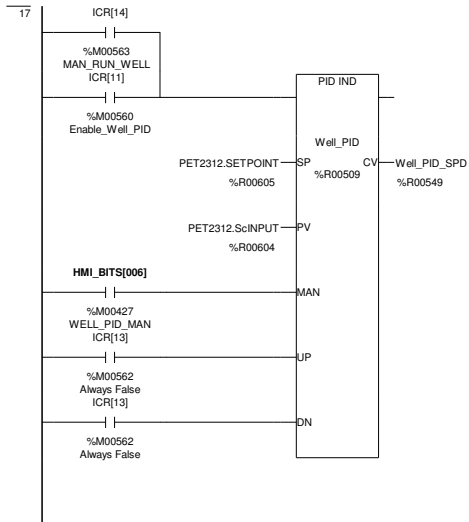 17
ICR[14]
%M00563
MAN_RUN_WELL
ICR[11]
PID IND
%M00560
Enable_Well_PID
Well_PID
PET2312.SETPOINT SP CV Well_PID_SPD
%R00509
%R00605 %R00549
PET2312.ScINPUT PV
%R00604
HMI_BITS[006]
MAN
%M00427
WELL_PID_MAN
ICR[13]
UP
%M00562
Always False
ICR[13]
DN
%M00562
Always False